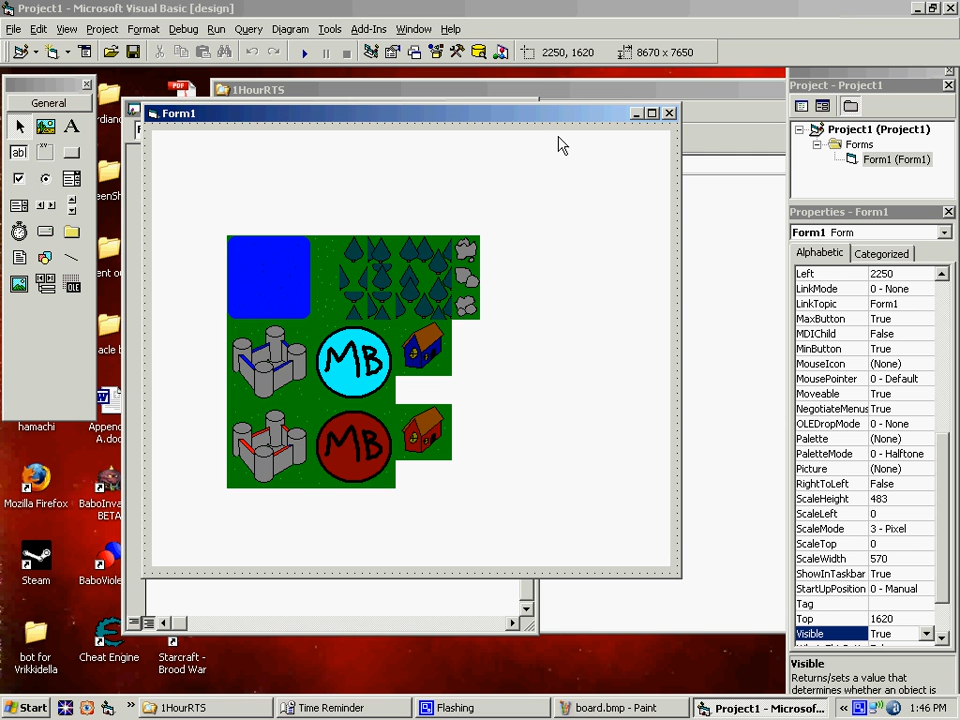 Project1 - Microsoft Visual Basic [design]
File Edit View Project Format Debug Run Query Diagram Tools Add-Ins Window Help
2250, 1620 8670 x 7650
General
1HourRTS
Form1
MB
MB
Project - Project1
Project1 (Project1)
Forms
Form1 (Form1)
Properties - Form1
Form1 Form
Alphabetic Categorized
Left 2250
LinkMode 0 - None
LinkTopic Form1
MaxButton True
MDIChild False
MinButton True
MouseIcon (None)
MousePointer 0 - Default
Moveable True
NegotiateMenus True
OLEDropMode 0 - None
Palette (None)
PaletteMode 0 - Halftone
Picture (None)
RightToLeft False
ScaleHeight 483
ScaleLeft 0
ScaleMode 3 - Pixel
ScaleTop 0
ScaleWidth 570
ShowInTaskbar True
StartUpPosition 0 - Manual
Tag
Top 1620
Visible True
Visible
Returns/sets a value that
determines whether an object is
hamachi
Appen
A.do
Mozilla Firefox
BaboInva
BETA
Steam
BaboViole
bot for
Vrikkidella
Cheat Engine
Starcraft -
Brood War
Start
1HourRTS
Time Reminder
Flashing
board.bmp - Paint
Project1 - Microsof...
1:46 PM